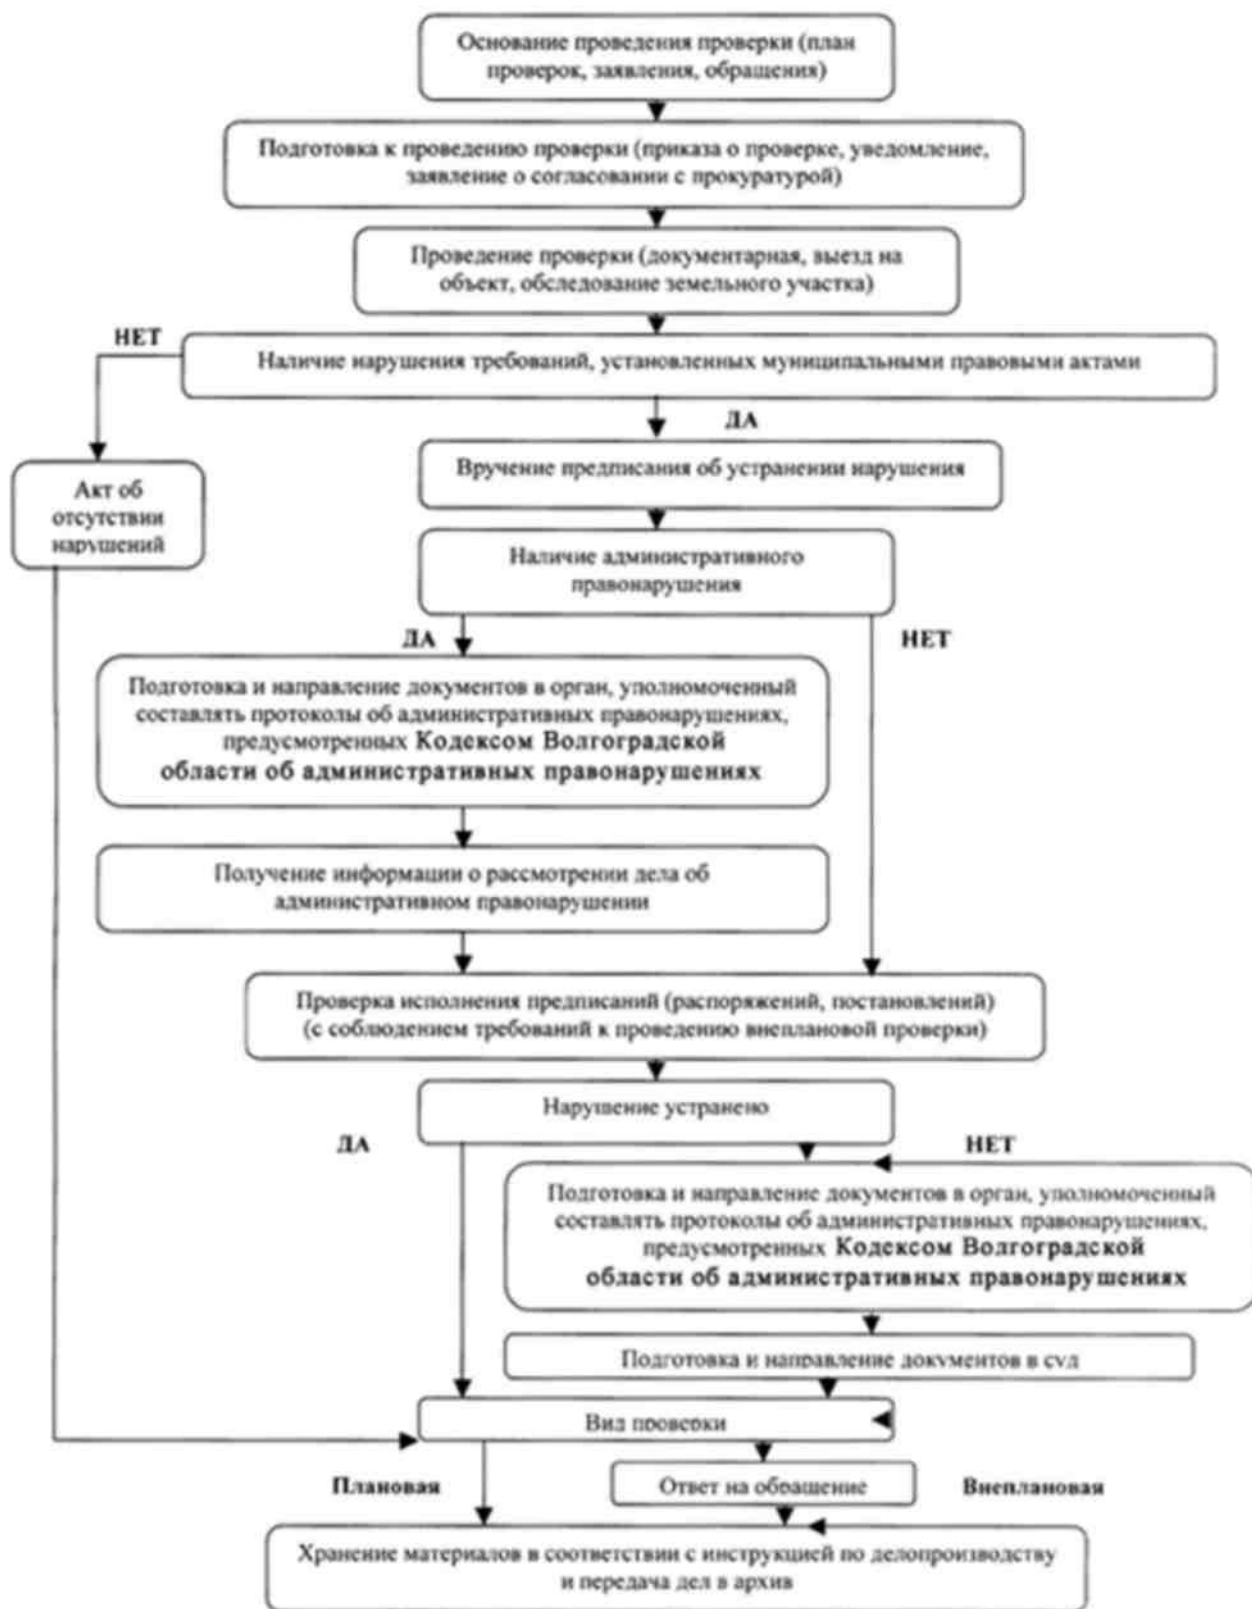 Основание проведения проверки (план
проверок, заявления, обращения)
Подготовка к проведению проверки (приказа о проверке, уведомление,
заявление о согласовании с прокуратурой)
Проведение проверки (документарная, выезд на
объект, обследование земельного участка)
НЕТ
Наличие нарушения требований, установленных муниципальными правовыми актами
ДА
Вручение предписания об устранении нарушения
Акт об
отсутствии
нарушений
Наличие административного
правонарушения
ДА
НЕТ
Подготовка и направление документов в орган, уполномоченный
составлять протоколы об административных правонарушениях,
предусмотренных Кодексом Волгоградской
области об административных правонарушениях
Получение информации о рассмотрении дела об
административном правонарушении
Проверка исполнения предписаний (распоряжений, постановлений)
(с соблюдением требований к проведению внеплановой проверки)
Нарушение устранено
ДА
НЕТ
Подготовка и направление документов в орган, уполномоченный
составлять протоколы об административных правонарушениях,
предусмотренных Кодексом Волгоградской
области об административных правонарушениях
Подготовка и направление документов в суд
Вид проверки
Плановая
Ответ на обращение
Внеплановая
Хранение материалов в соответствии с инструкцией по делопроизводству
и передача дел в архив